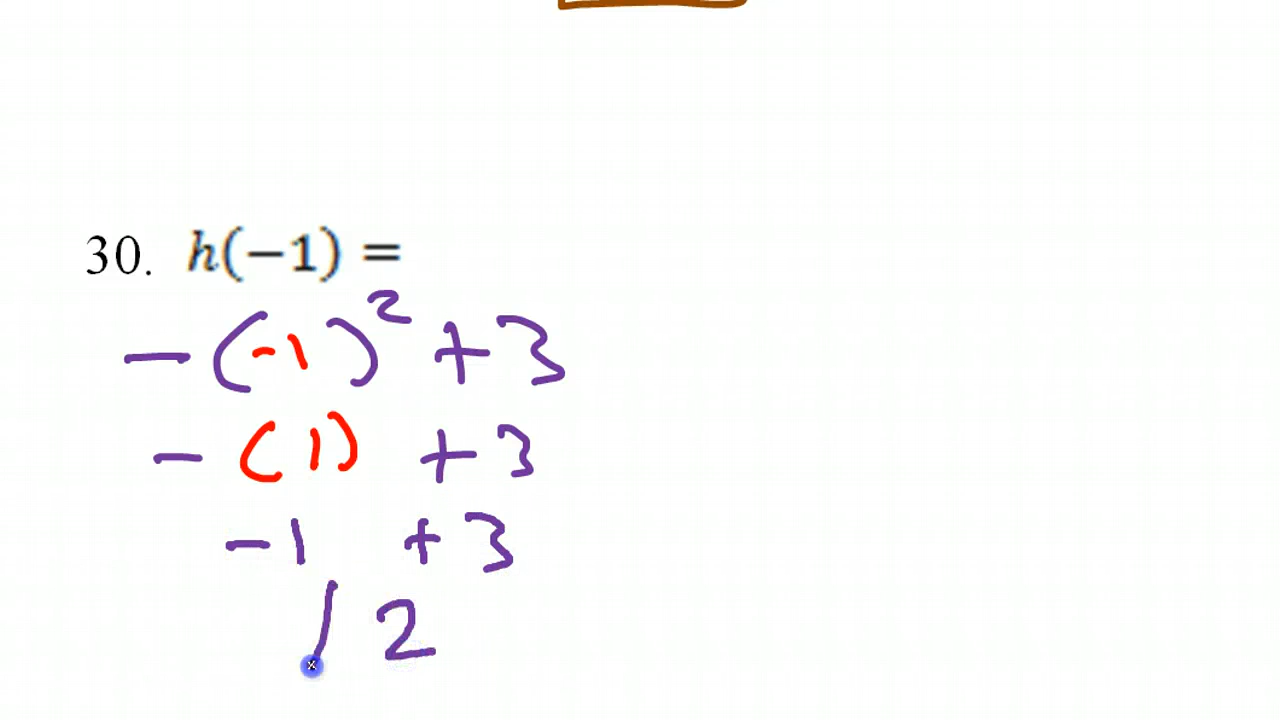 30. h(−1) =
−(-1)² + 3
−(1) + 3
−1 + 3
2